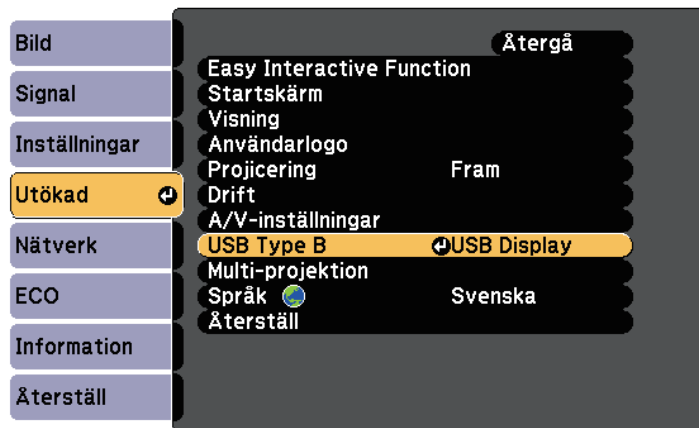 Bild
Signal
Inställningar
Utökad
Nätverk
ECO
Information
Återställ
Återgå
Easy Interactive Function
Startskärm
Visning
Användarlogo
Projicering Fram
Drift
A/V-inställningar
USB Type B USB Display
Multi-projektion
Språk Svenska
Återställ